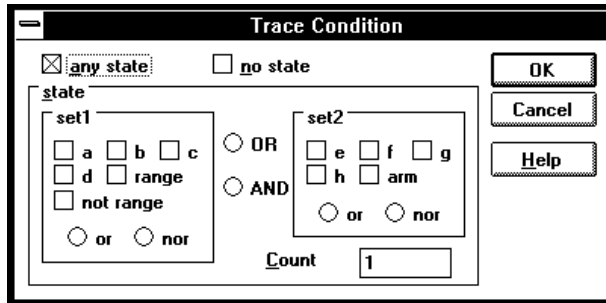 Trace Condition
any state
no state
OK
state
Cancel
set1
set2
a b c
OR
e f g
Help
d range
h arm
not range
AND
or nor
or nor
Count 1